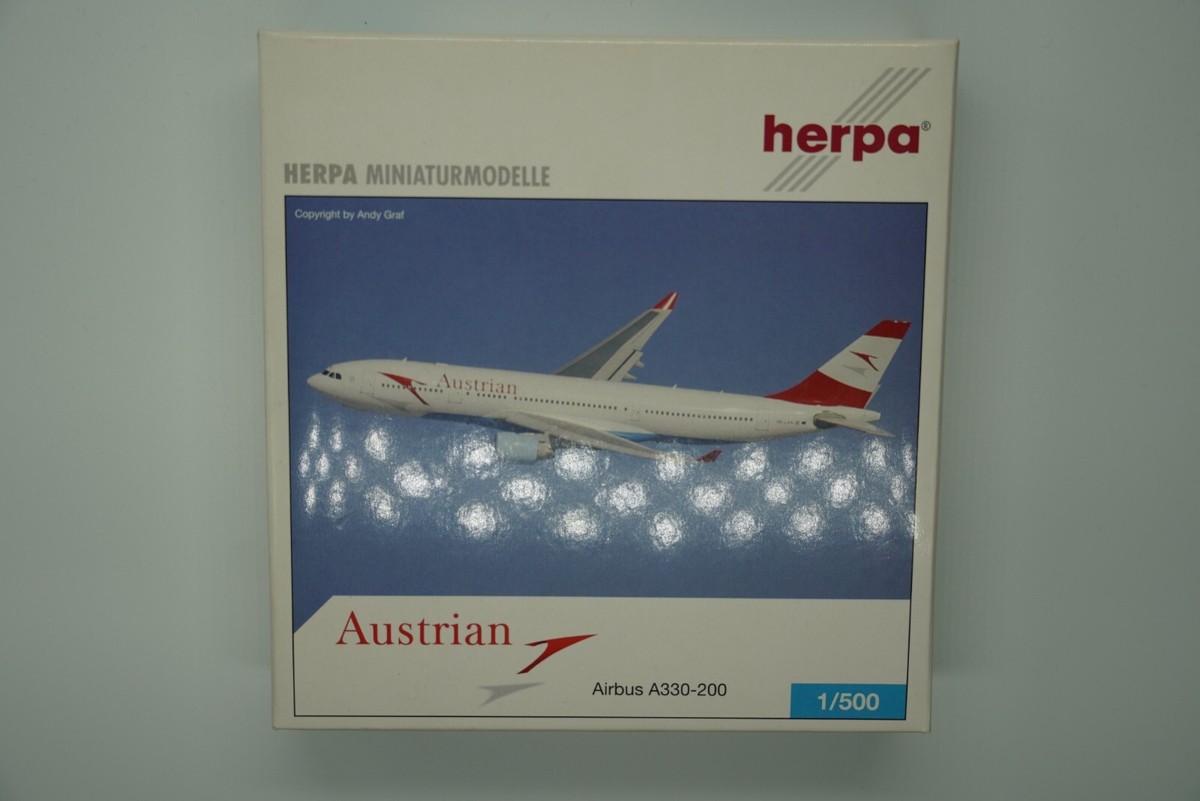 herpa®
HERPA MINIATURMODELLE
Copyright by Andy Graf
Austrian
Austrian
Airbus A330-200
1/500